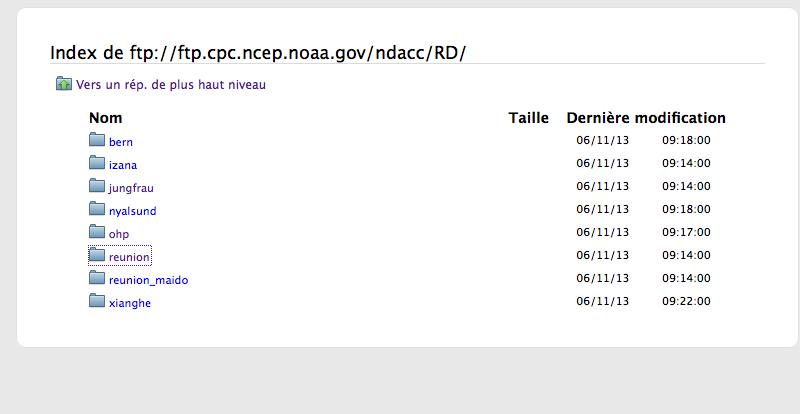 Index de ftp://ftp.cpc.ncep.noaa.gov/ndacc/RD/
Vers un rép. de plus haut niveau
Nom Taille Dernière modification
bern 06/11/13 09:18:00
izana 06/11/13 09:14:00
jungfrau 06/11/13 09:14:00
nyalsund 06/11/13 09:18:00
ohp 06/11/13 09:17:00
reunion 06/11/13 09:14:00
reunion_maido 06/11/13 09:14:00
xianghe 06/11/13 09:22:00